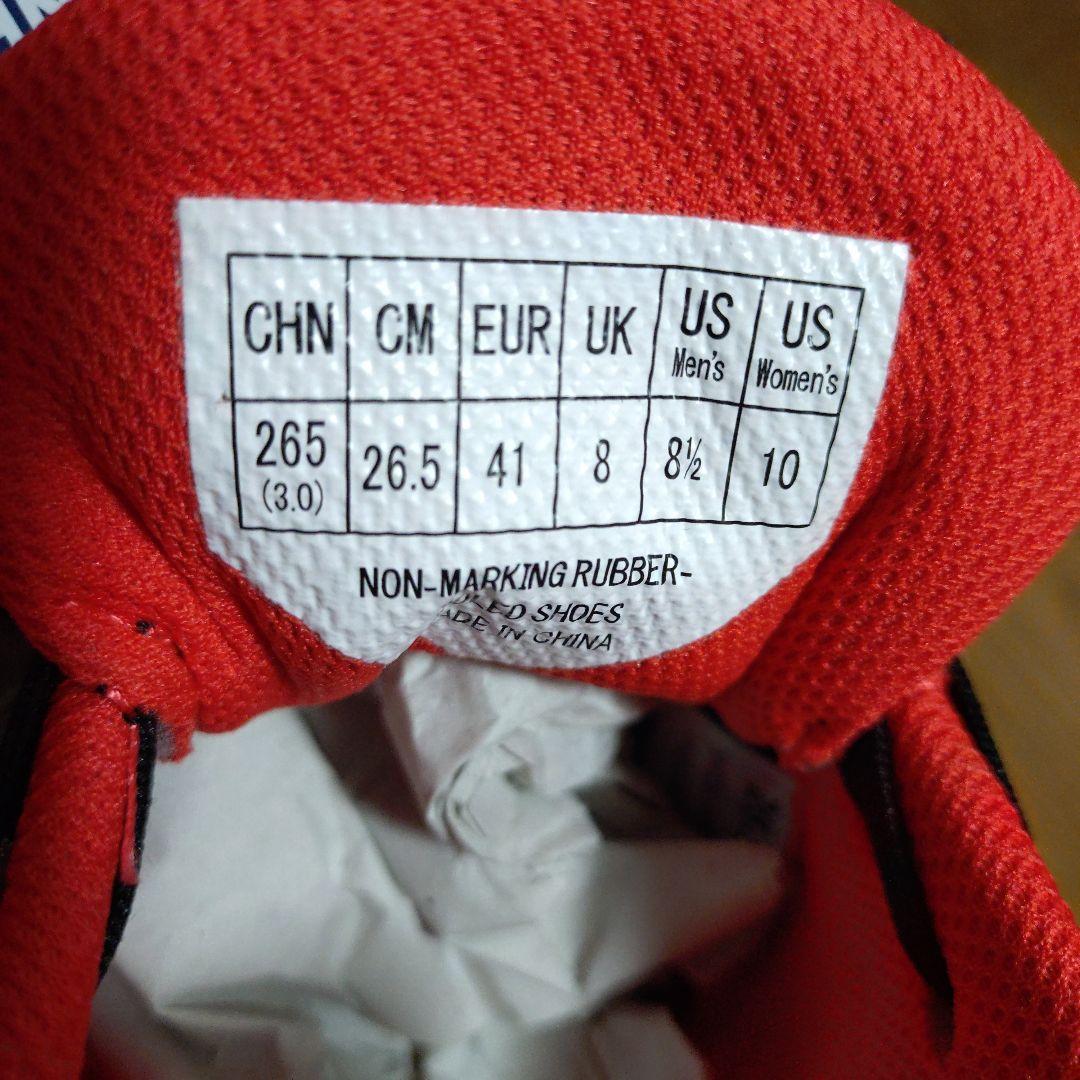 CHN CM EUR UK US Men's US Women's
265 (3.0) 26.5 41 8 8½ 10
NON-MARKING RUBBER-
SHOES
IN CHINA